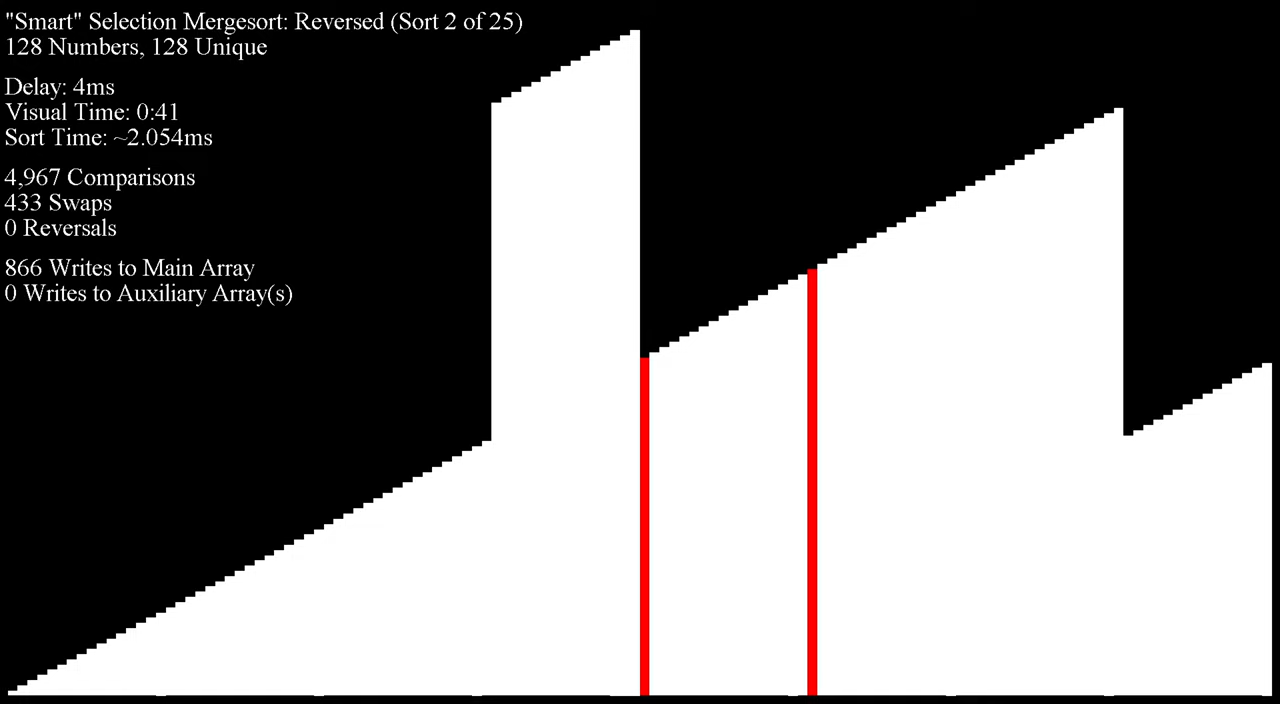 "Smart" Selection Mergesort: Reversed (Sort 2 of 25)
128 Numbers, 128 Unique
Delay: 4ms
Visual Time: 0:41
Sort Time: ~2.054ms
4,967 Comparisons
433 Swaps
0 Reversals
866 Writes to Main Array
0 Writes to Auxiliary Array(s)